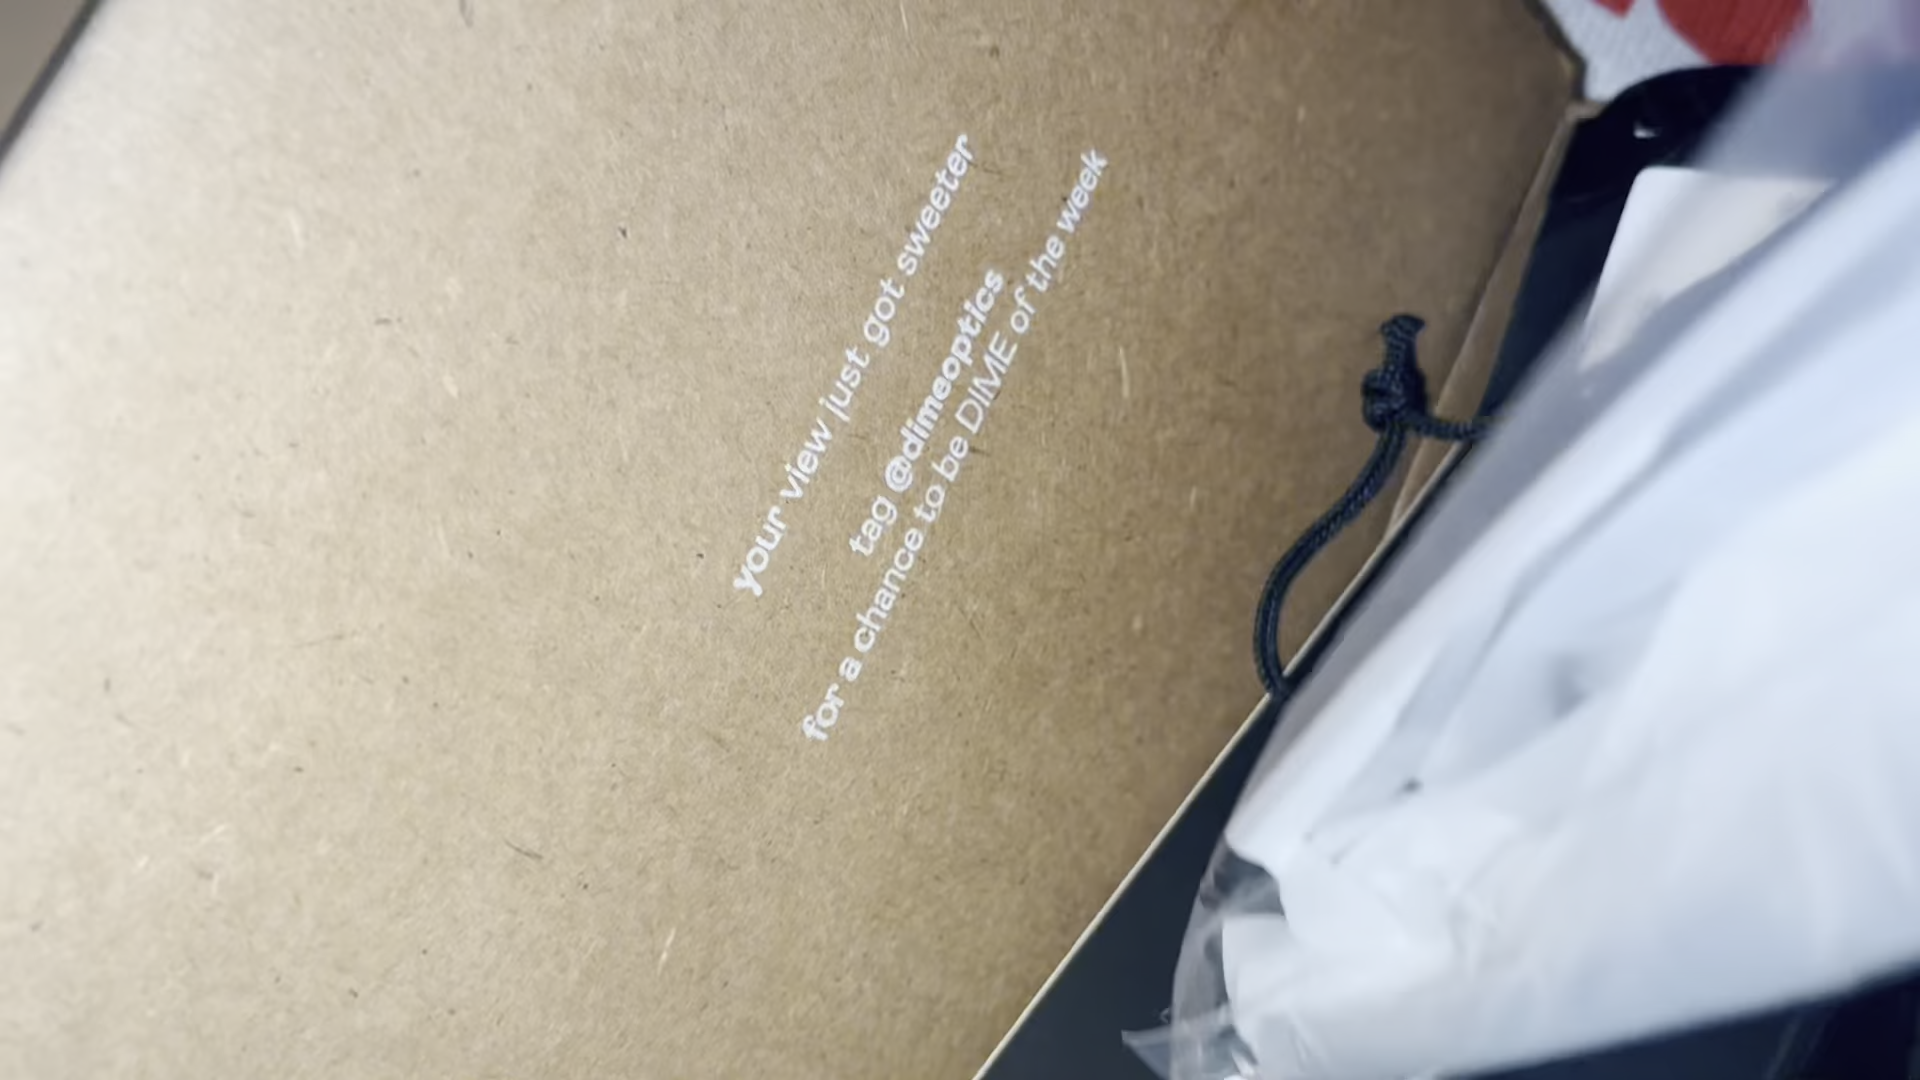 your view just got sweeter
tag @dimeoptics
for a chance to be DIME of the week